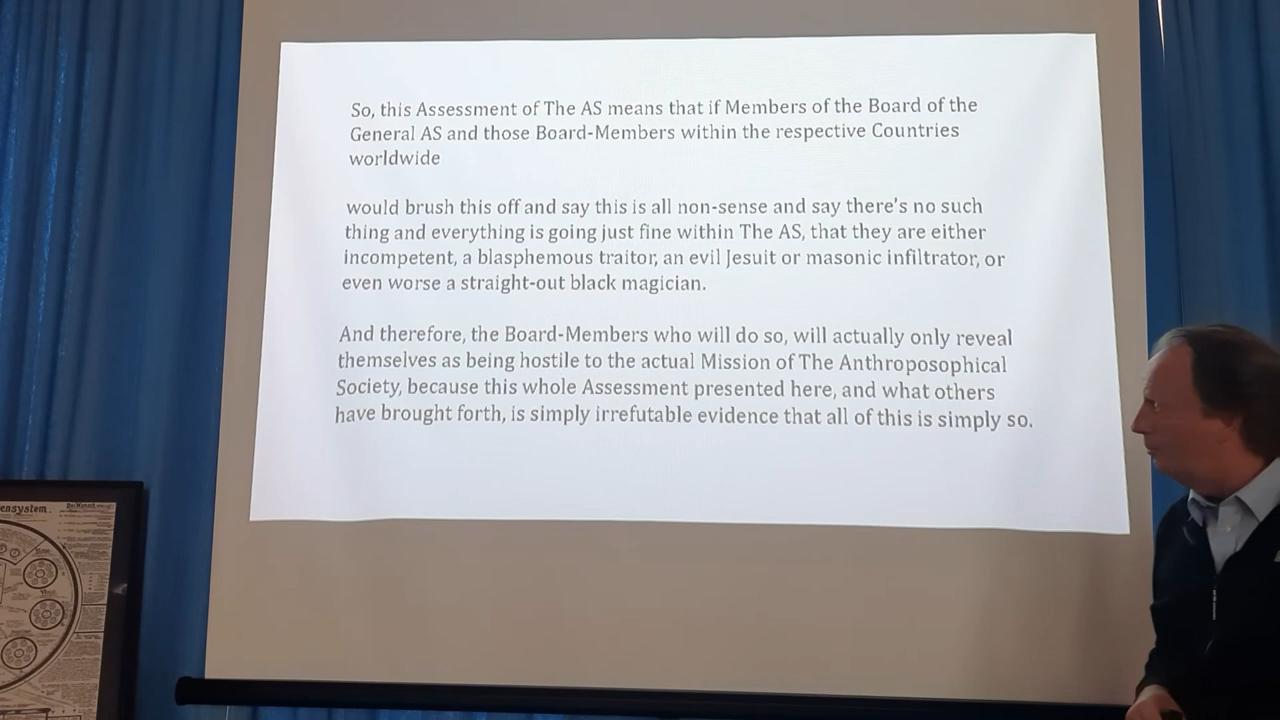 So, this Assessment of The AS means that if Members of the Board of the
General AS and those Board-Members within the respective Countries
worldwide
would brush this off and say this is all non-sense and say there's no such
thing and everything is going just fine within The AS, that they are either
incompetent, a blasphemous traitor, an evil Jesuit or masonic infiltrator, or
even worse a straight-out black magician.
And therefore, the Board-Members who will do so, will actually only reveal
themselves as being hostile to the actual Mission of The Anthroposophical
Society, because this whole Assessment presented here, and what others
have brought forth, is simply irrefutable evidence that all of this is simply so.
ensystem.